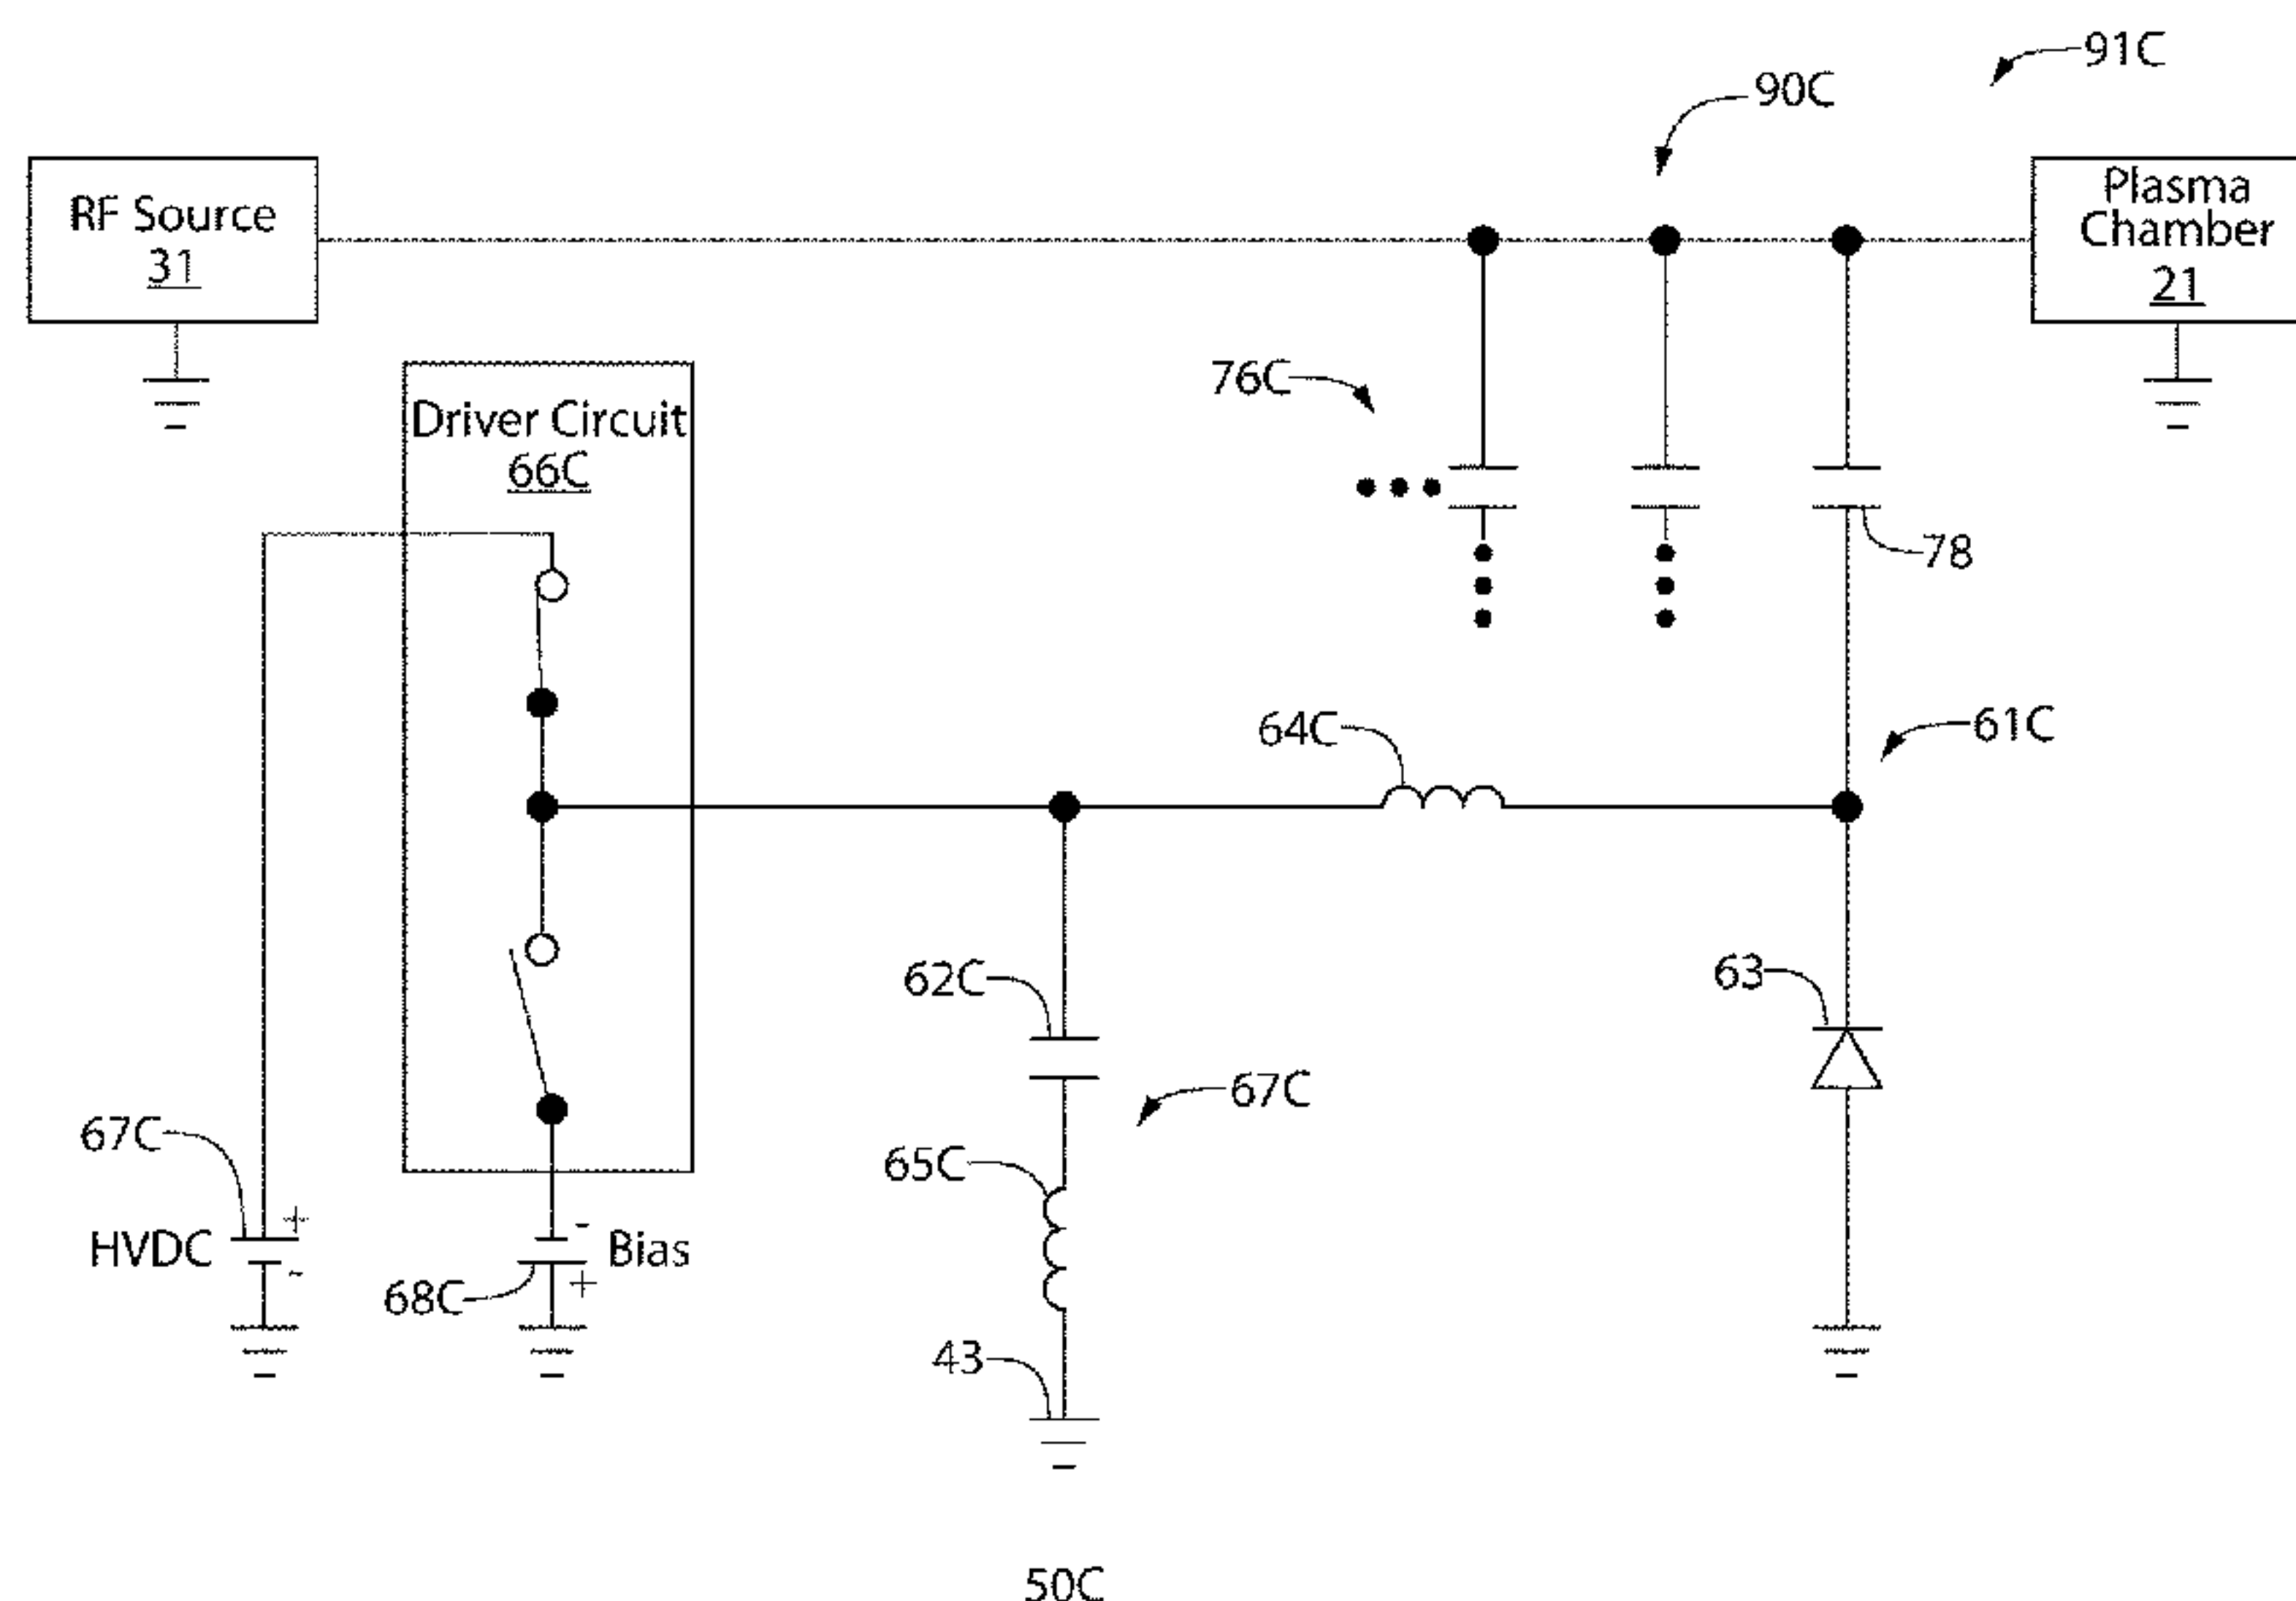 91C
90C
RF Source
31
Plasma
Chamber
21
76C
Driver Circuit
66C
78
64C
61C
62C
63
67C
67C
65C
HVDC
+
-
-
Bias
+
68C
43
50C